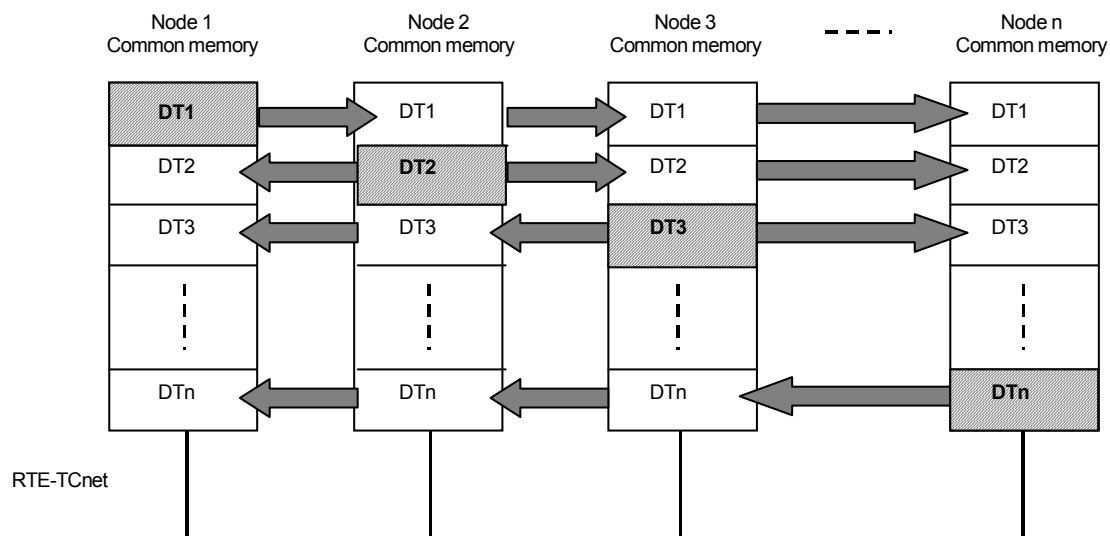 Node 1
Common memory
Node 2
Common memory
Node 3
Common memory
Node n
Common memory
DT1
DT1
DT1
DT1
DT2
DT2
DT2
DT2
DT3
DT3
DT3
DT3
DTn
DTn
DTn
DTn
RTE-TCnet